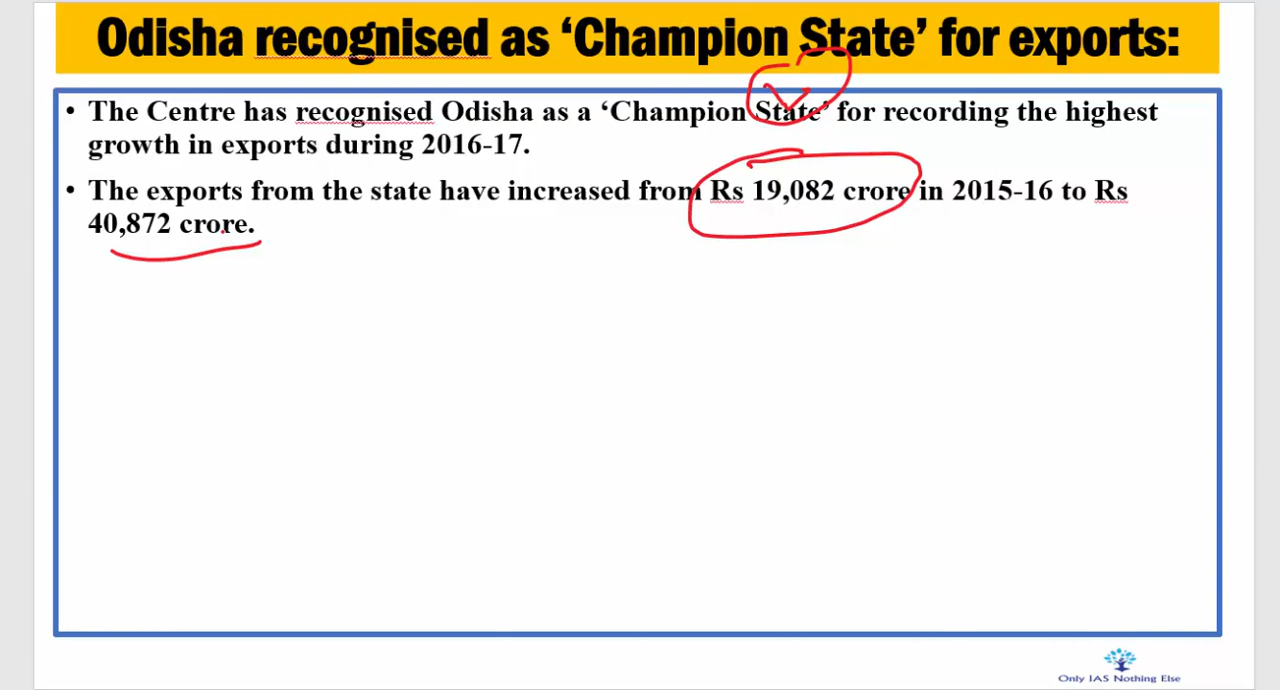 Odisha recognised as ‘Champion State’ for exports:
• The Centre has recognised Odisha as a ‘Champion State’ for recording the highest
growth in exports during 2016-17.
• The exports from the state have increased from Rs 19,082 crore in 2015-16 to Rs
40,872 crore.
Only IAS Nothing Else